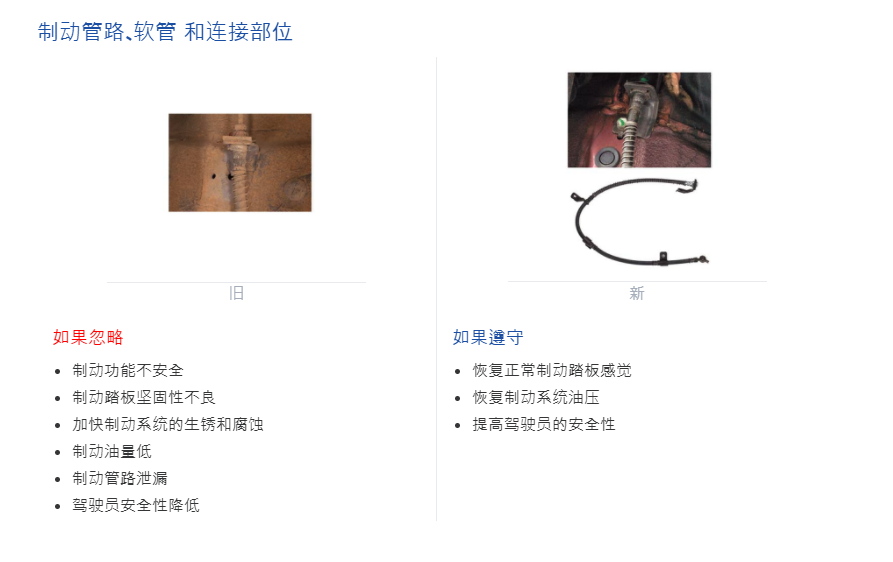 制动管路、软管 和连接部位
旧
新
如果忽略
制动功能不安全
制动踏板坚固性不良
加快制动系统的生锈和腐蚀
制动油量低
制动管路泄漏
驾驶员安全性降低
如果遵守
恢复正常制动踏板感觉
恢复制动系统油压
提高驾驶员的安全性